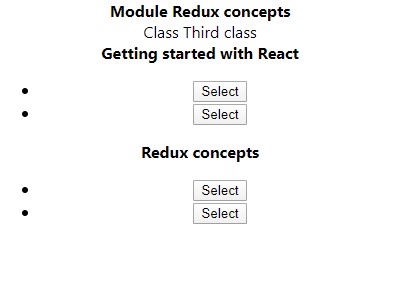 Module Redux concepts
Class Third class
Getting started with React
Select
Select
Redux concepts
Select
Select